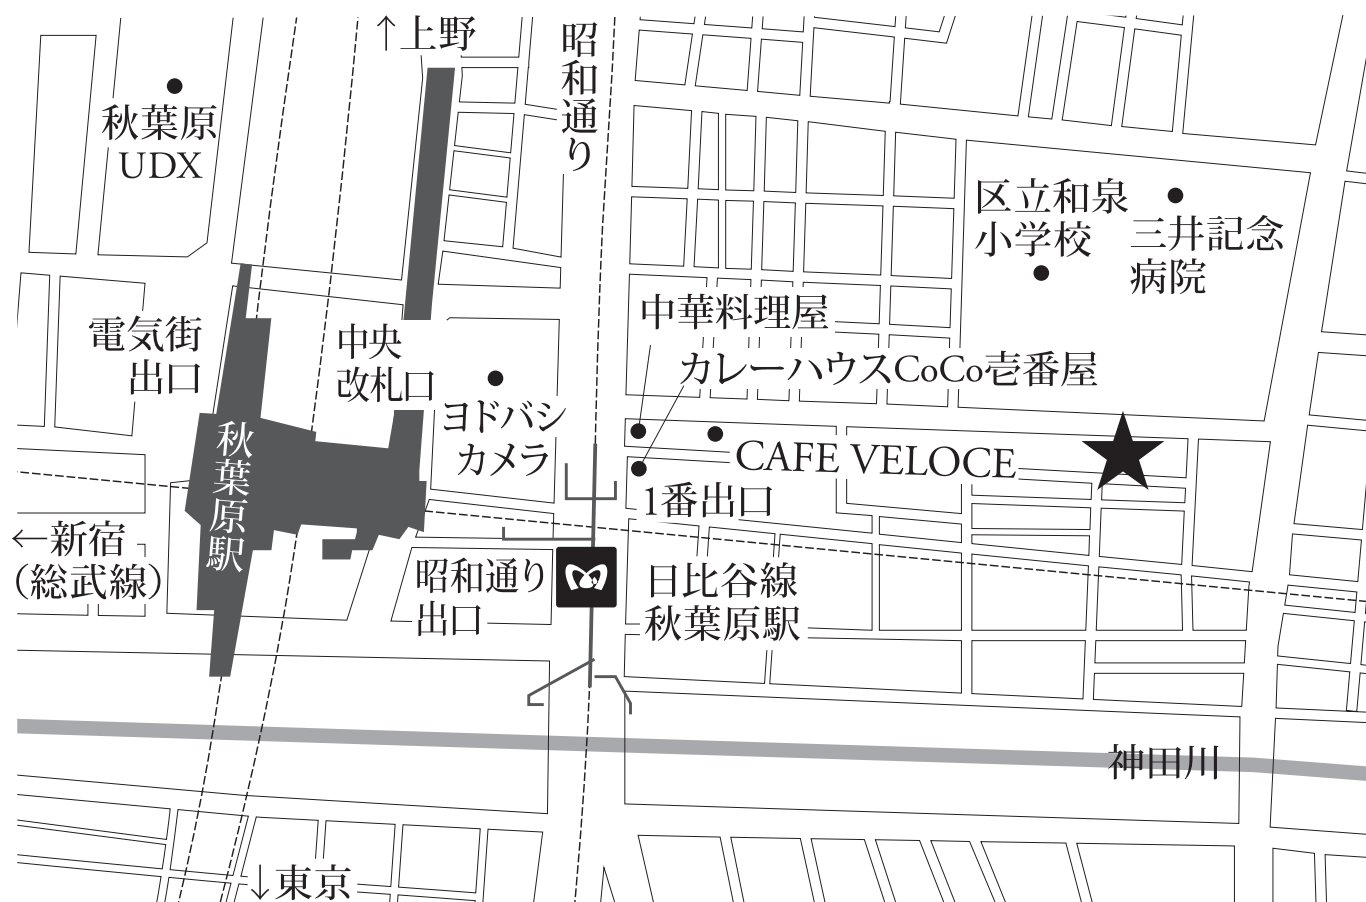 ↑上野
昭和通り
秋葉原
UDX
区立和泉
小学校
三井記念
病院
中華料理屋
電気街
出口
中央
改札口
カレーハウスCoCo壱番屋
ヨドバシ
カメラ
CAFE VELOCE
秋葉原駅
1番出口
←新宿
(総武線)
昭和通り
出口
日比谷線
秋葉原駅
神田川
↓東京